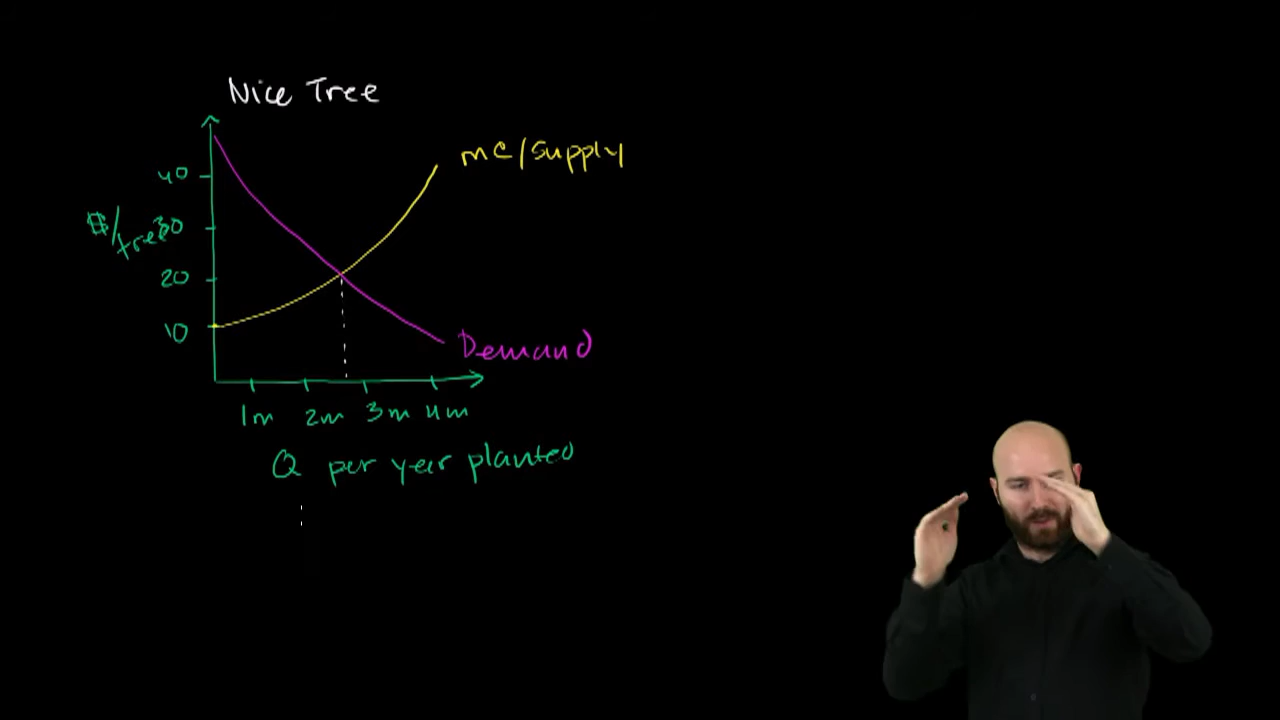 Nice Tree
mc/supply
40
$/tree
30
20
10
Demand
1m 2m 3m 4m
Q per year planted